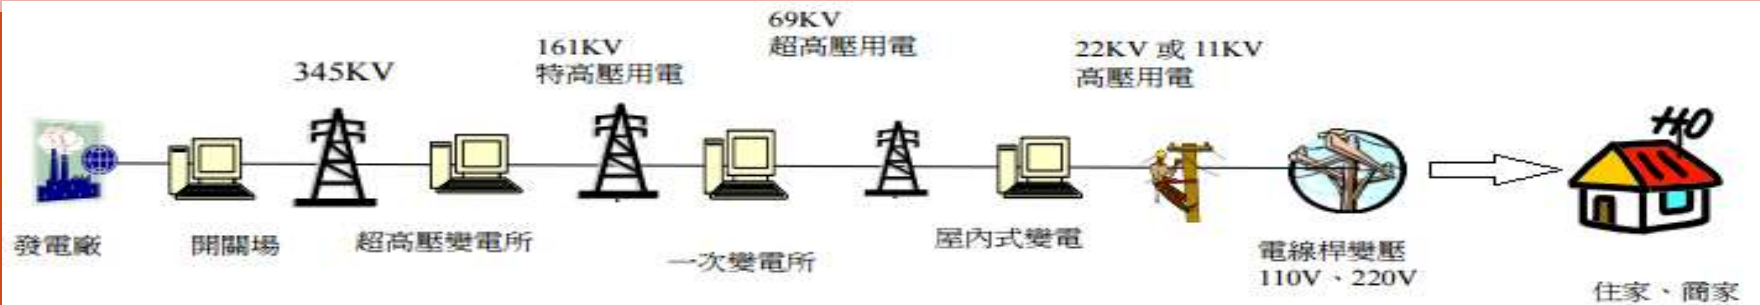 69KV
超高壓用電
161KV
特高壓用電
22KV 或 11KV
高壓用電
345KV
發電廠
開關場
超高壓變電所
一次變電所
屋內式變電
電線桿變壓
110V、220V
住家、商家